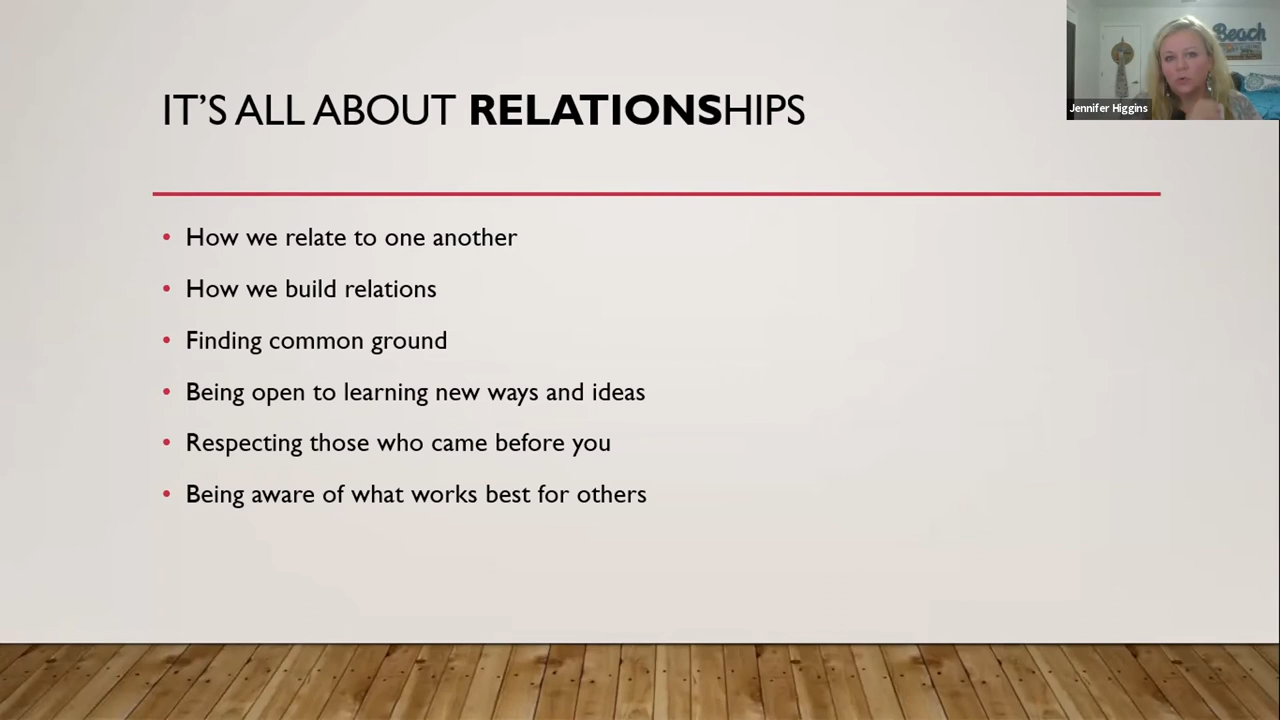 Beach
Jennifer Higgins
IT'S ALL ABOUT RELATIONSHIPS
• How we relate to one another
• How we build relations
• Finding common ground
• Being open to learning new ways and ideas
• Respecting those who came before you
• Being aware of what works best for others